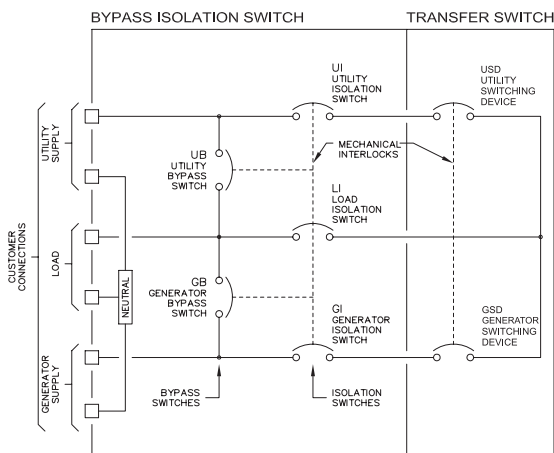 BYPASS ISOLATION SWITCH
TRANSFER SWITCH
UI
UTILITY
ISOLATION
SWITCH
USD
UTILITY
SWITCHING
DEVICE
CUSTOMER
CONNECTIONS
UTILITY
SUPPLY
UB
UTILITY
BYPASS
SWITCH
MECHANICAL
INTERLOCKS
LI
LOAD
ISOLATION
SWITCH
LOAD
NEUTRAL
GB
GENERATOR
BYPASS
SWITCH
GI
GENERATOR
ISOLATION
SWITCH
GSD
GENERATOR
SWITCHING
DEVICE
GENERATOR
SUPPLY
BYPASS
SWITCHES
ISOLATION
SWITCHES